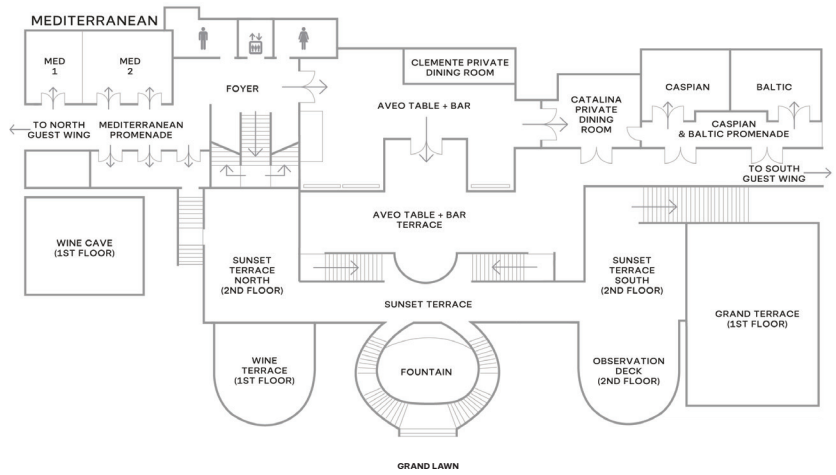 MEDITERRANEAN
MED
1
MED
2
FOYER
CLEMENTE PRIVATE
DINING ROOM
AVEO TABLE + BAR
CATALINA
PRIVATE
DINING
ROOM
CASPIAN
BALTIC
TO NORTH
GUEST WING
MEDITERRANEAN
PROMENADE
CASPIAN
& BALTIC PROMENADE
TO SOUTH
GUEST WING
AVEO TABLE + BAR
TERRACE
WINE CAVE
(1ST FLOOR)
SUNSET
TERRACE
NORTH
(2ND FLOOR)
SUNSET
TERRACE
SOUTH
(2ND FLOOR)
SUNSET TERRACE
GRAND TERRACE
(1ST FLOOR)
WINE
TERRACE
(1ST FLOOR)
FOUNTAIN
OBSERVATION
DECK
(2ND FLOOR)
GRAND LAWN